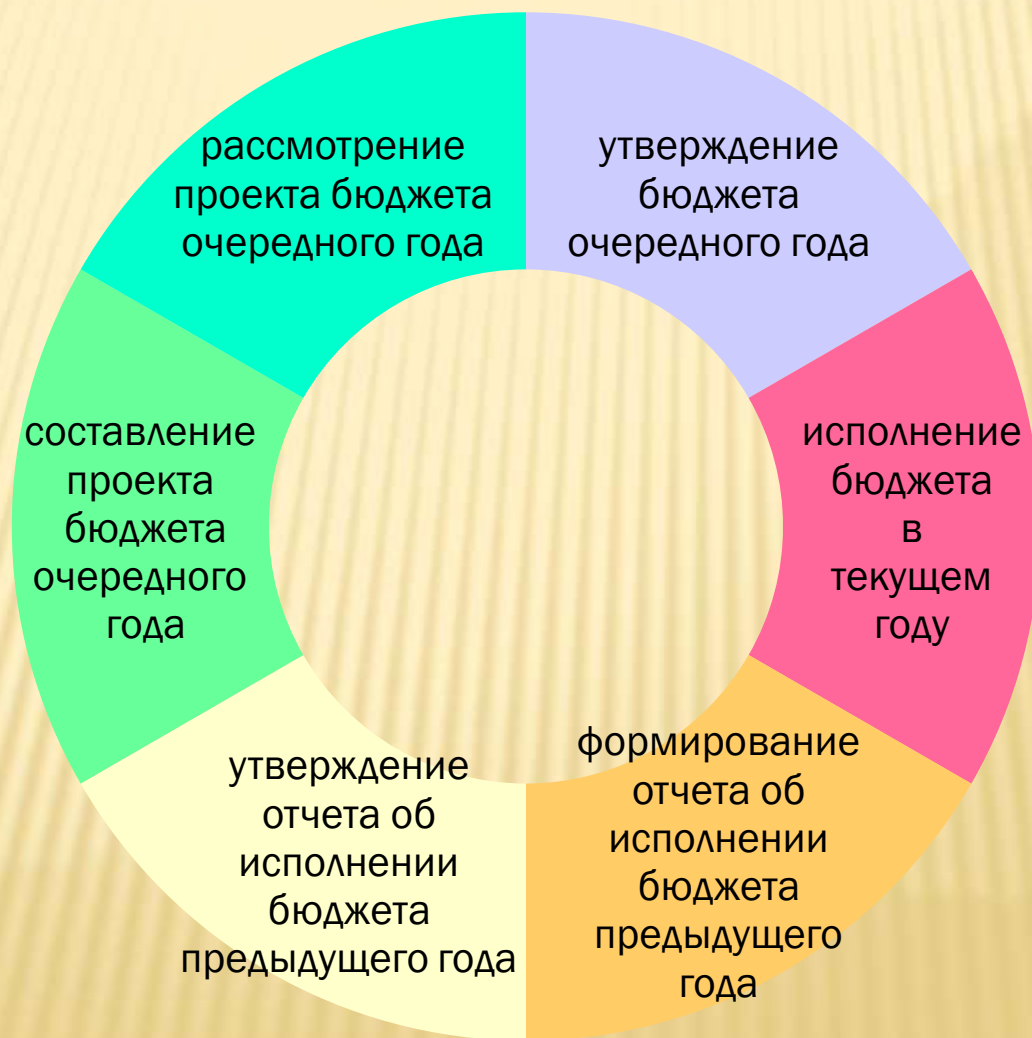 рассмотрение
проекта бюджета
очередного года
утверждение
бюджета
очередного года
составление
проекта
бюджета
очередного
года
исполнение
бюджета
в
текущем
году
утверждение
отчета об
исполнении
бюджета
предыдущего года
формирование
отчета об
исполнении
бюджета
предыдущего
года